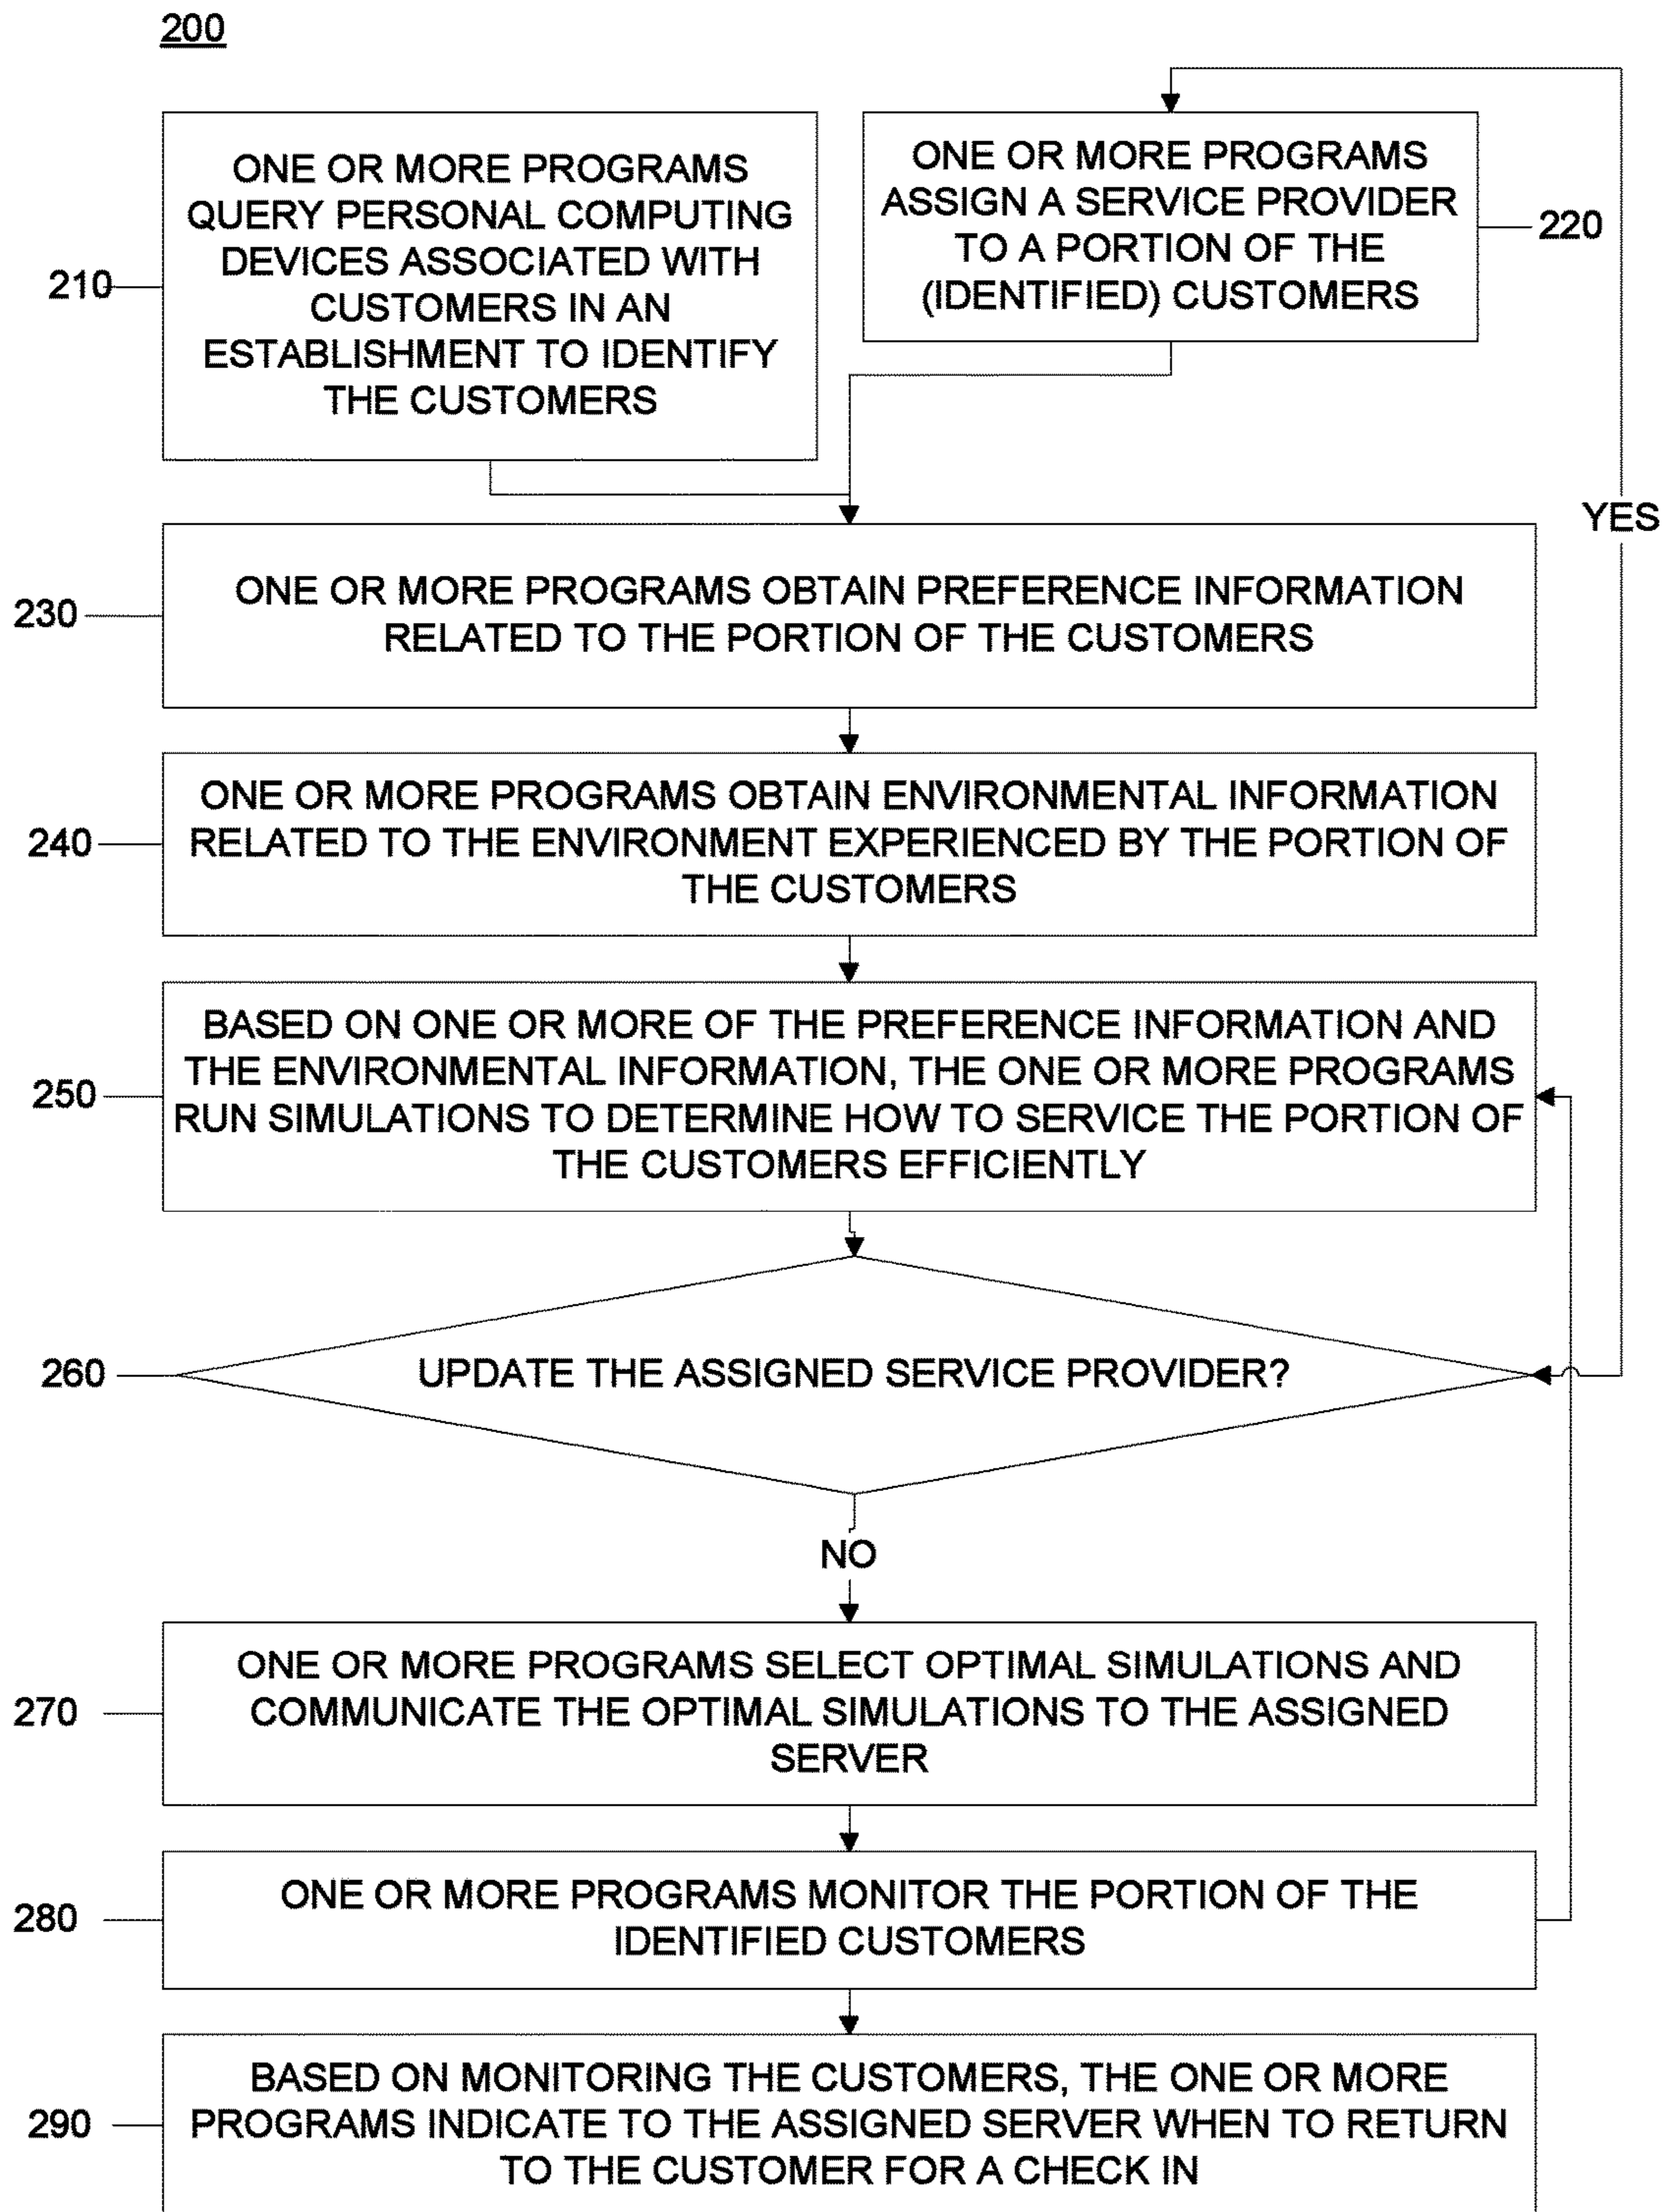 200
ONE OR MORE PROGRAMS
QUERY PERSONAL COMPUTING
DEVICES ASSOCIATED WITH
CUSTOMERS IN AN
ESTABLISHMENT TO IDENTIFY
THE CUSTOMERS
210
ONE OR MORE PROGRAMS
ASSIGN A SERVICE PROVIDER
TO A PORTION OF THE
(IDENTIFIED) CUSTOMERS
220
YES
ONE OR MORE PROGRAMS OBTAIN PREFERENCE INFORMATION
RELATED TO THE PORTION OF THE CUSTOMERS
230
ONE OR MORE PROGRAMS OBTAIN ENVIRONMENTAL INFORMATION
RELATED TO THE ENVIRONMENT EXPERIENCED BY THE PORTION OF
THE CUSTOMERS
240
BASED ON ONE OR MORE OF THE PREFERENCE INFORMATION AND
THE ENVIRONMENTAL INFORMATION, THE ONE OR MORE PROGRAMS
RUN SIMULATIONS TO DETERMINE HOW TO SERVICE THE PORTION OF
THE CUSTOMERS EFFICIENTLY
250
UPDATE THE ASSIGNED SERVICE PROVIDER?
260
NO
ONE OR MORE PROGRAMS SELECT OPTIMAL SIMULATIONS AND
COMMUNICATE THE OPTIMAL SIMULATIONS TO THE ASSIGNED
SERVER
270
ONE OR MORE PROGRAMS MONITOR THE PORTION OF THE
IDENTIFIED CUSTOMERS
280
BASED ON MONITORING THE CUSTOMERS, THE ONE OR MORE
PROGRAMS INDICATE TO THE ASSIGNED SERVER WHEN TO RETURN
TO THE CUSTOMER FOR A CHECK IN
290